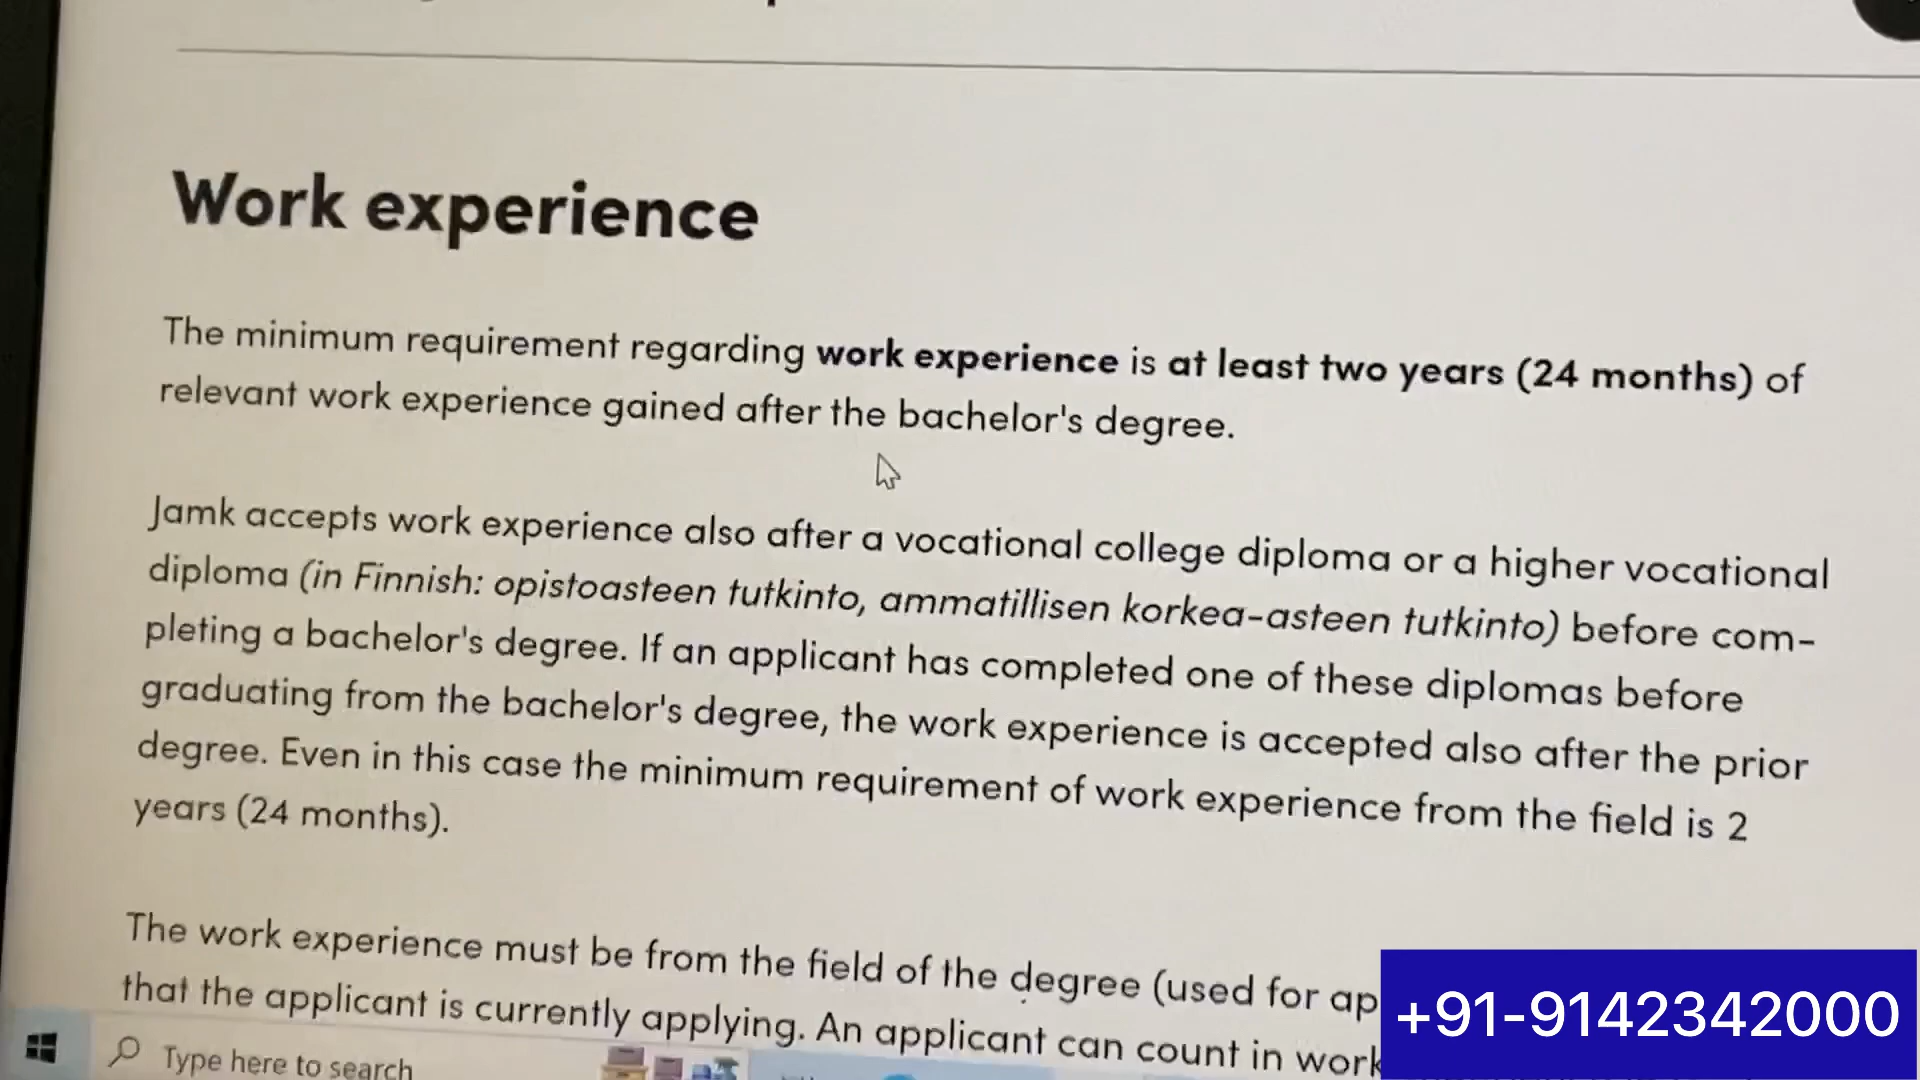 Work experience
The minimum requirement regarding work experience is at least two years (24 months) of
relevant work experience gained after the bachelor's degree.
Jamk accepts work experience also after a vocational college diploma or a higher vocational
diploma (in Finnish: opistoasteen tutkinto, ammatillisen korkea-asteen tutkinto) before com-
pleting a bachelor's degree. If an applicant has completed one of these diplomas before
graduating from the bachelor's degree, the work experience is accepted also after the prior
degree. Even in this case the minimum requirement of work experience from the field is 2
years (24 months).
The work experience must be from the field of the degree (used for ap
that the applicant is currently applying. An applicant can count in work
+91-9142342000
Type here to search